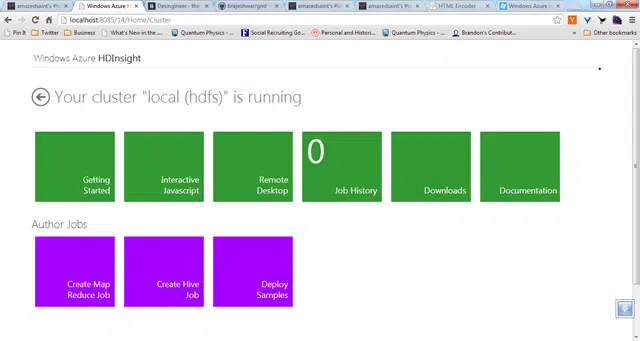 amazedsaint's #Pi
Windows Azure H
Desingineer - tho
brajeshwar/grid
amazedsaint's #Pi
amazedsaint's #Pi
HTML Encoder
Windows Azure H
localhost:8085/14/Home/Cluster
Pin It
Twitter
Business
What's New in the...
Quantum Physics -...
Social Recruiting Go...
Personal and Histori...
Quantum Physics -...
Brandon's Contribut...
Other bookmarks
Windows Azure HDInsight
Your cluster "local (hdfs)" is running
Getting
Started
Interactive
Javascript
Remote
Desktop
0
Job History
Downloads
Documentation
Author Jobs
Create Map
Reduce Job
Create Hive
Job
Deploy
Samples